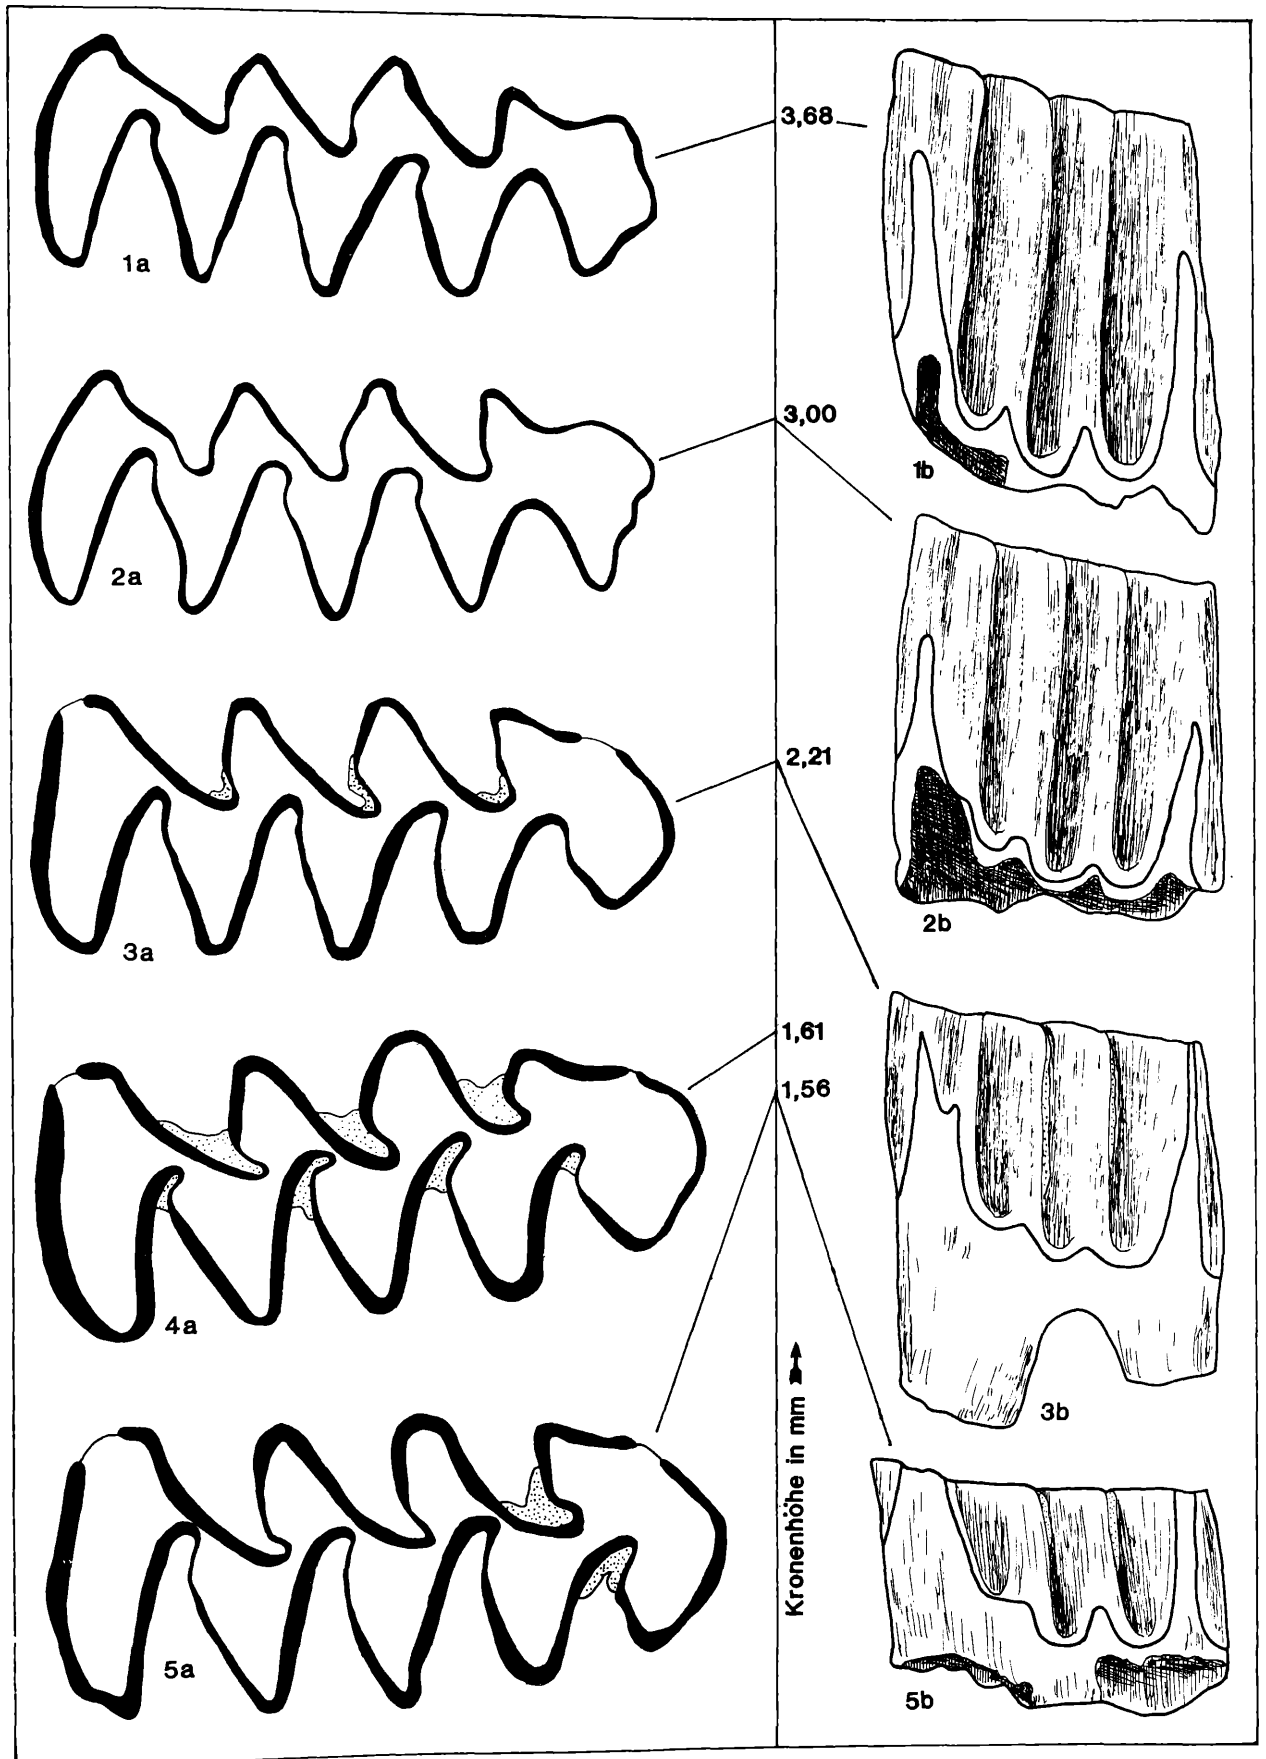 1a
3,68
1b
2a
3,00
2b
3a
2,21
3b
4a
1,61
1,56
5a
Kronenhöhe in mm
5b